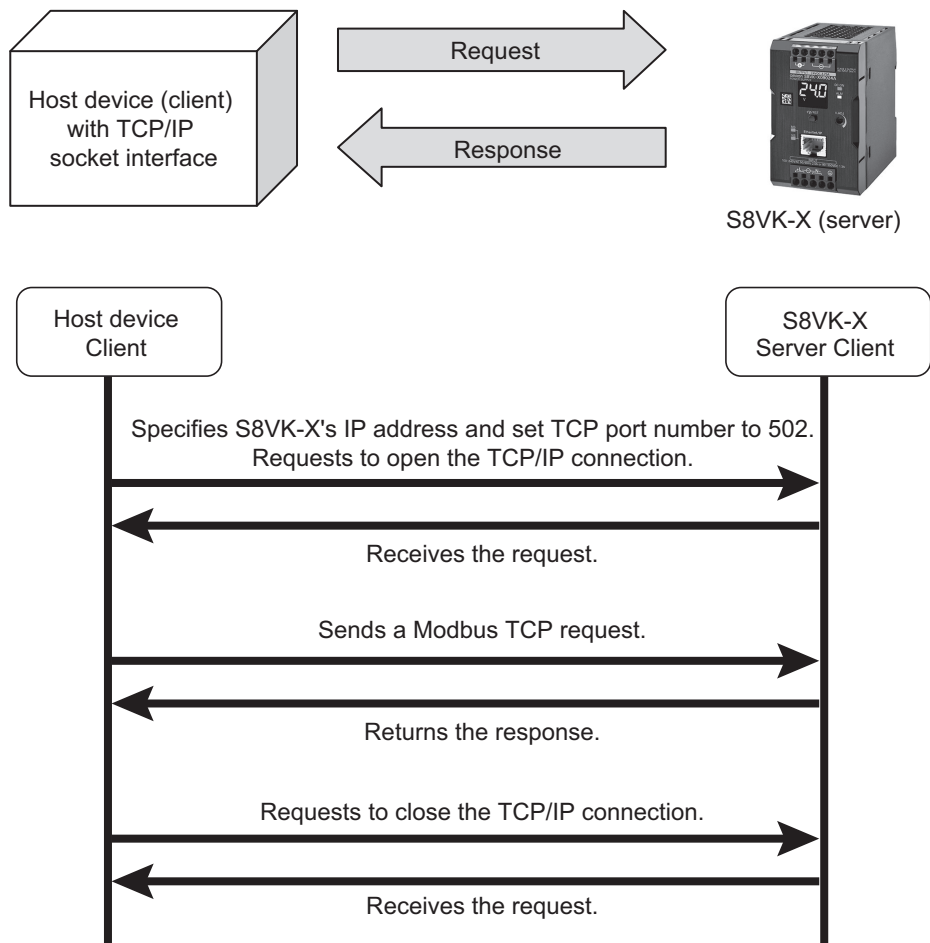 Request
Host device (client)
with TCP/IP
socket interface
Response
24.0
S8VK-X (server)
Host device
Client
S8VK-X
Server Client
Specifies S8VK-X's IP address and set TCP port number to 502.
Requests to open the TCP/IP connection.
Receives the request.
Sends a Modbus TCP request.
Returns the response.
Requests to close the TCP/IP connection.
Receives the request.